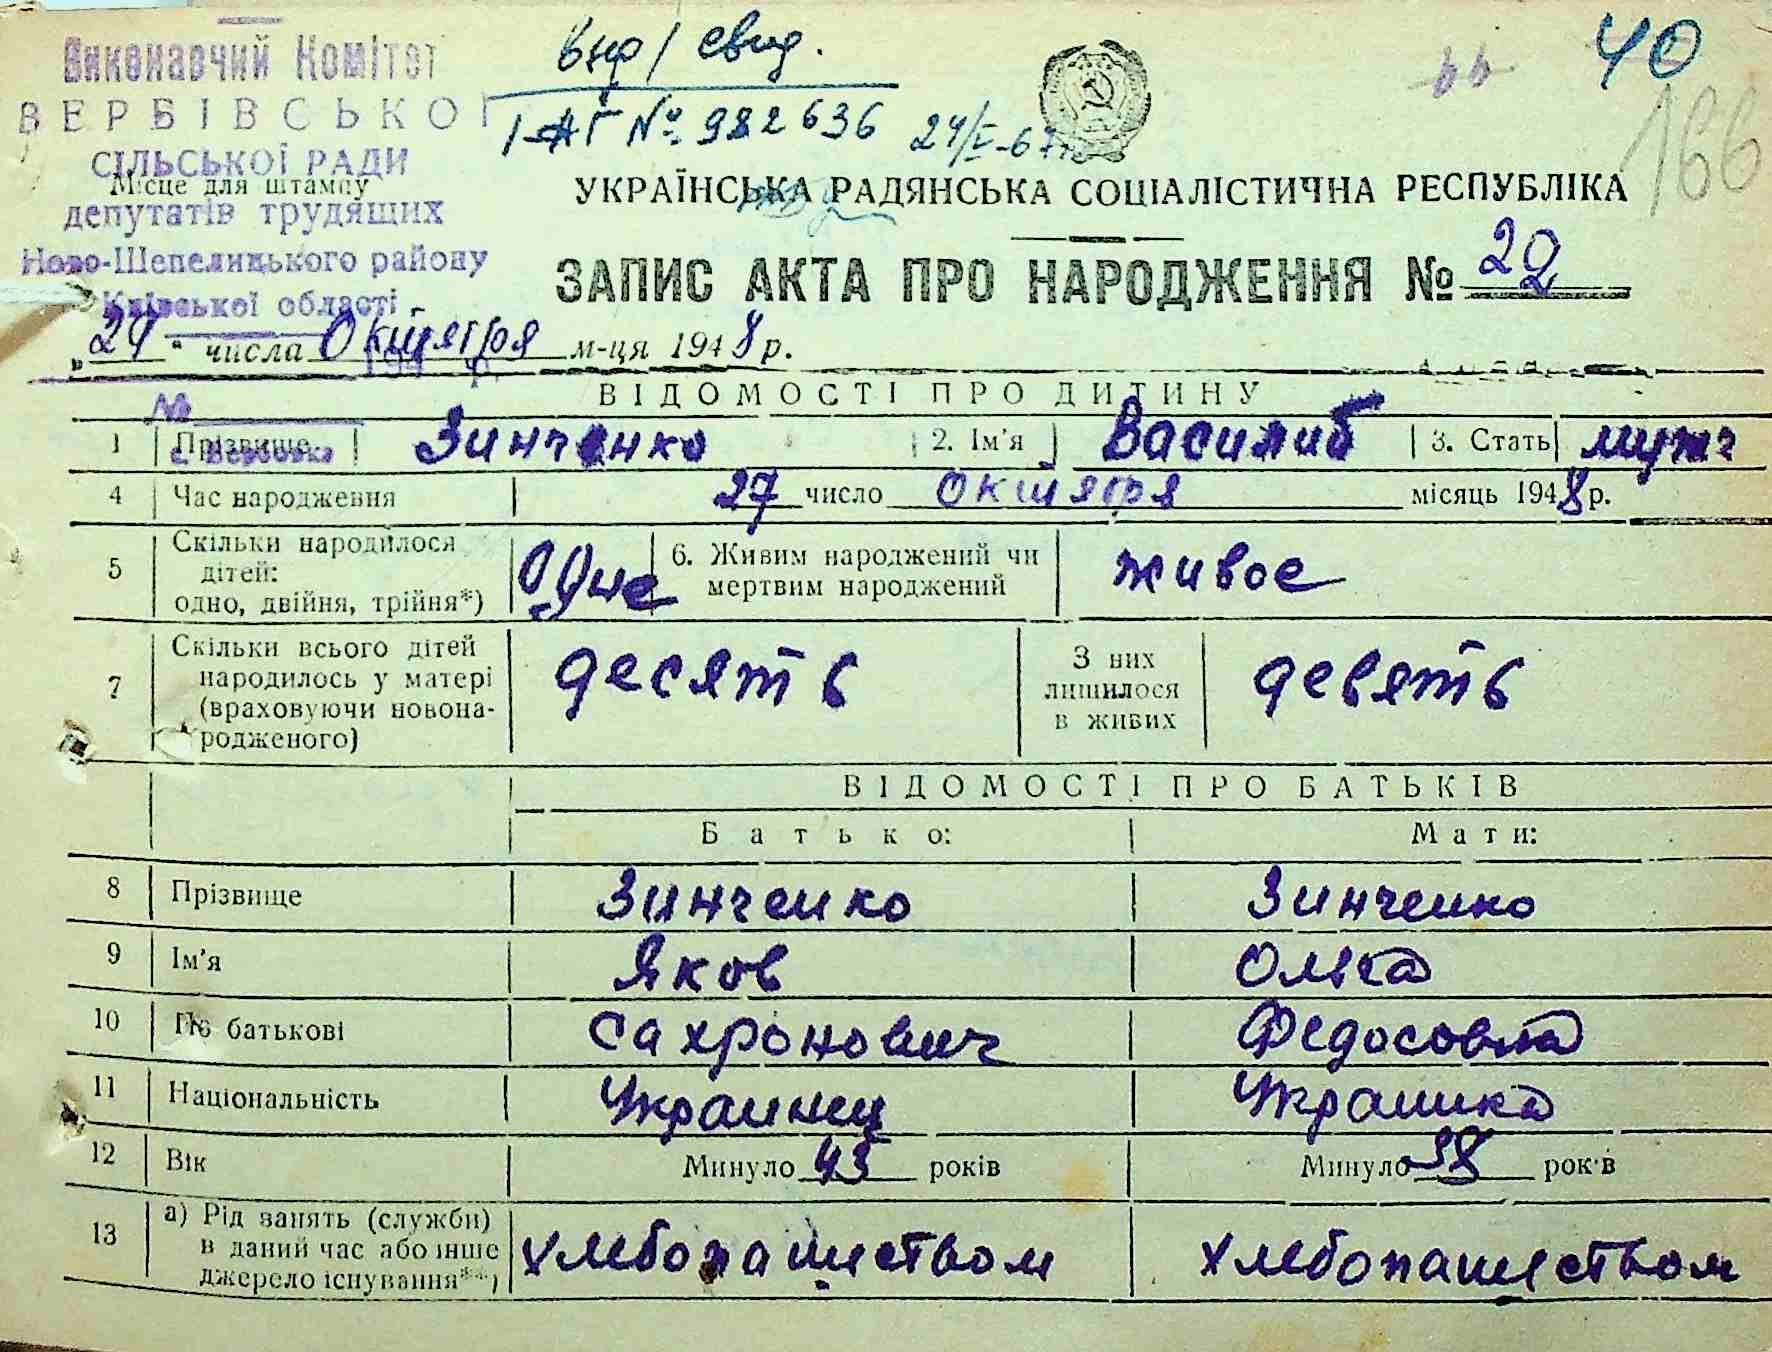 Виконавчий Комітет
ВЕРБІВСЬКОЇ
СІЛЬСЬКОЇ РАДИ
Місце для штампу
депутатів трудящих
Ново-Шепелицького району
Київської області
40
166
І-АГ № 982636 24/І-67
УКРАЇНСЬКА РАДЯНСЬКА СОЦІАЛІСТИЧНА РЕСПУБЛІКА
ЗАПИС АКТА ПРО НАРОДЖЕННЯ № 29
„24" числа Октября м-ця 1948 р.
ВІДОМОСТІ ПРО ДИТИНУ
1 Прізвище Зинченко 2. Ім'я Василий 3. Стать муж
4 Час народження 27 число октября місяць 1948 р.
5 Скільки народилося дітей: одно, двійня, трійня*) Одне 6. Живим народжений чи мертвим народжений живое
7 Скільки всього дітей народилось у матері (враховуючи новонародженого) десять З них лишилося в живих девять
ВІДОМОСТІ ПРО БАТЬКІВ
Батько: Мати:
8 Прізвище Зинченко Зинченко
9 Ім'я Яков Ольга
10 По батькові Сахронович Федосовна
11 Національність Украинец Украинка
12 Вік Минуло 43 років Минуло 38 років
13 а) Рід занять (служби) в даний час або інше джерело існування**) хлебопашеством хлебопашеством